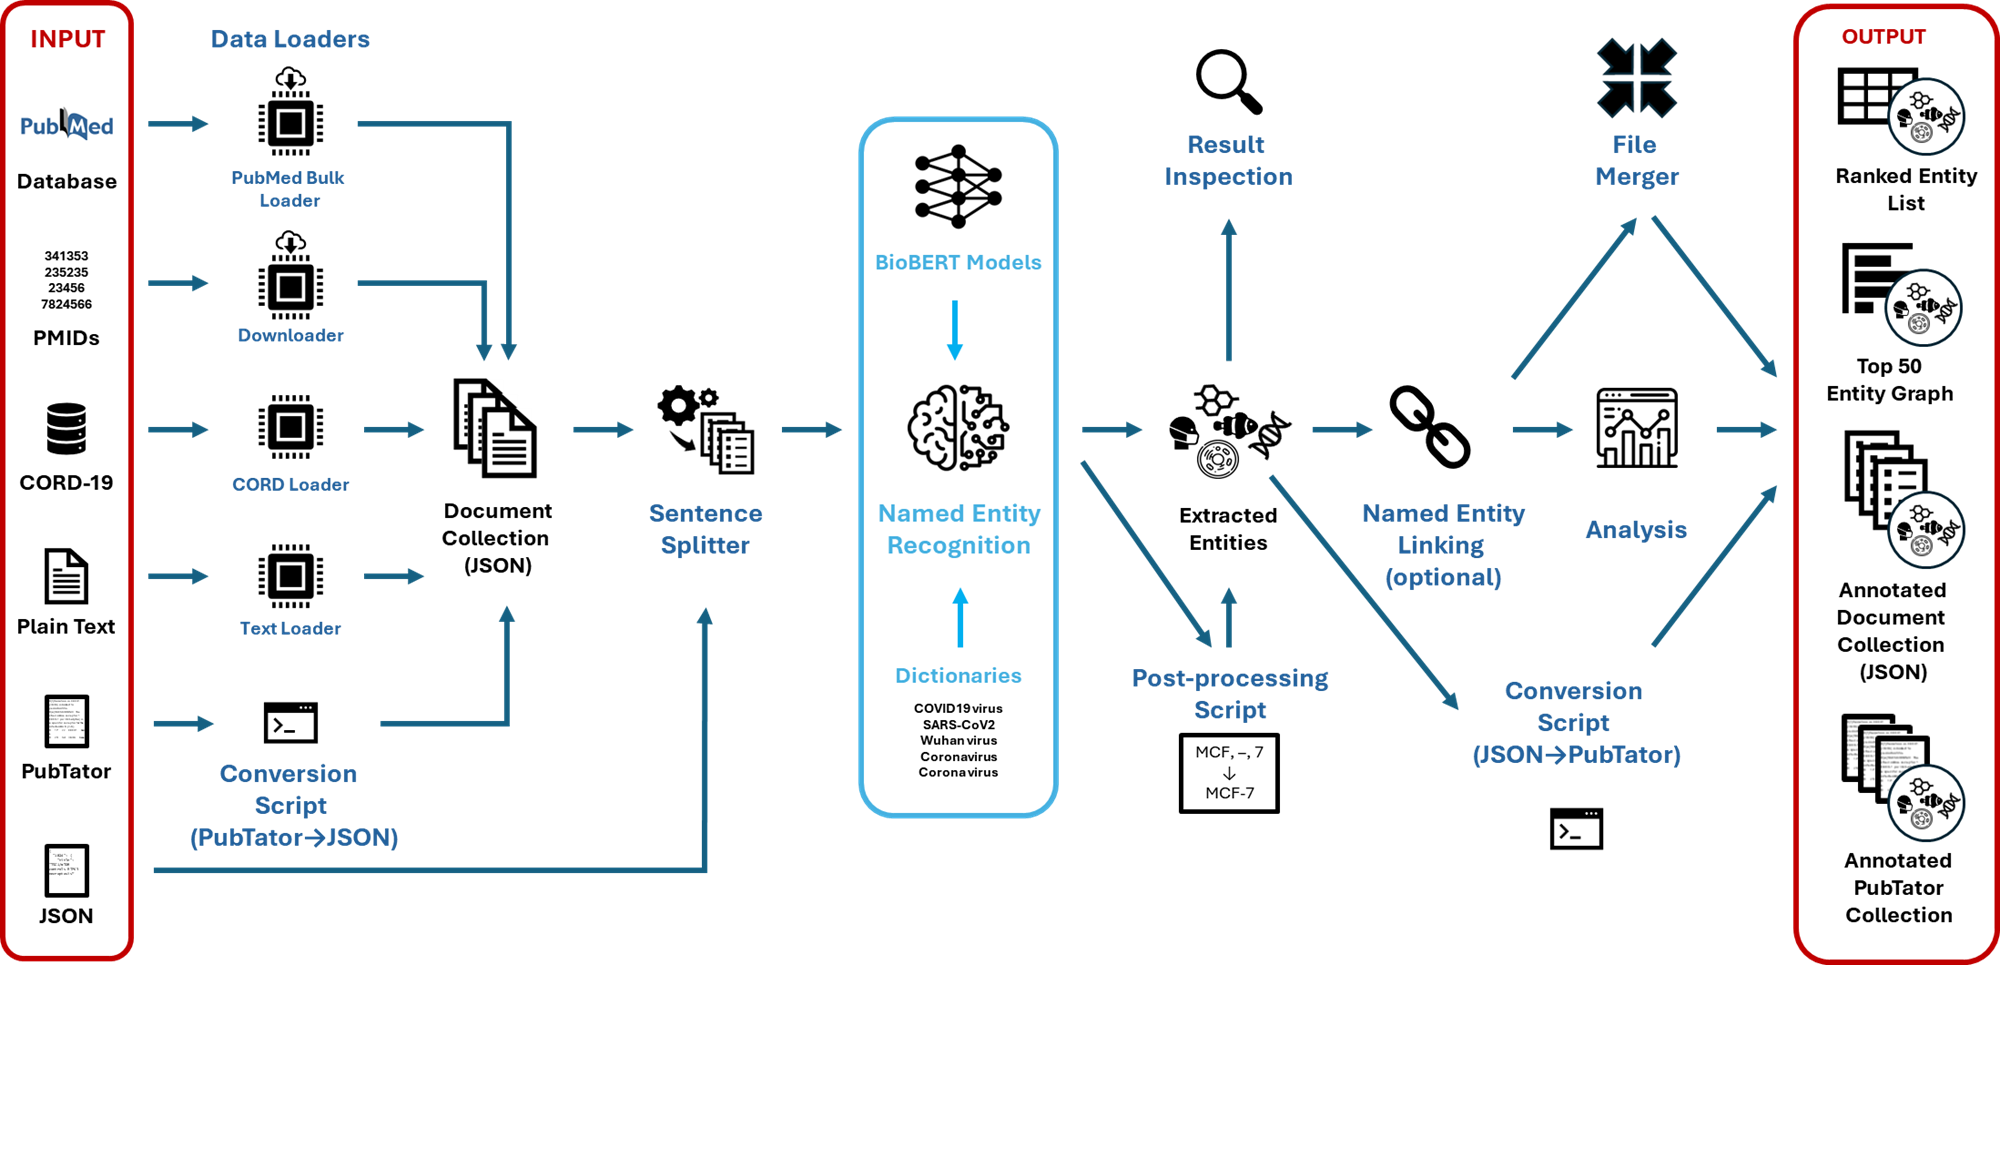 INPUT
PubMed
Database
341353
235235
23456
7824566
PMIDs
CORD-19
Plain Text
PubTator
JSON
Data Loaders
PubMed Bulk
Loader
Downloader
CORD Loader
Text Loader
Conversion
Script
(PubTator→JSON)
Document
Collection
(JSON)
Sentence
Splitter
BioBERT Models
Named Entity
Recognition
Dictionaries
COVID19 virus
SARS-CoV2
Wuhan virus
Coronavirus
Corona virus
Result
Inspection
Extracted
Entities
Post-processing
Script
MCF, –, 7
↓
MCF-7
Named Entity
Linking
(optional)
File
Merger
Analysis
Conversion
Script
(JSON→PubTator)
OUTPUT
Ranked Entity
List
Top 50
Entity Graph
Annotated
Document
Collection
(JSON)
Annotated
PubTator
Collection